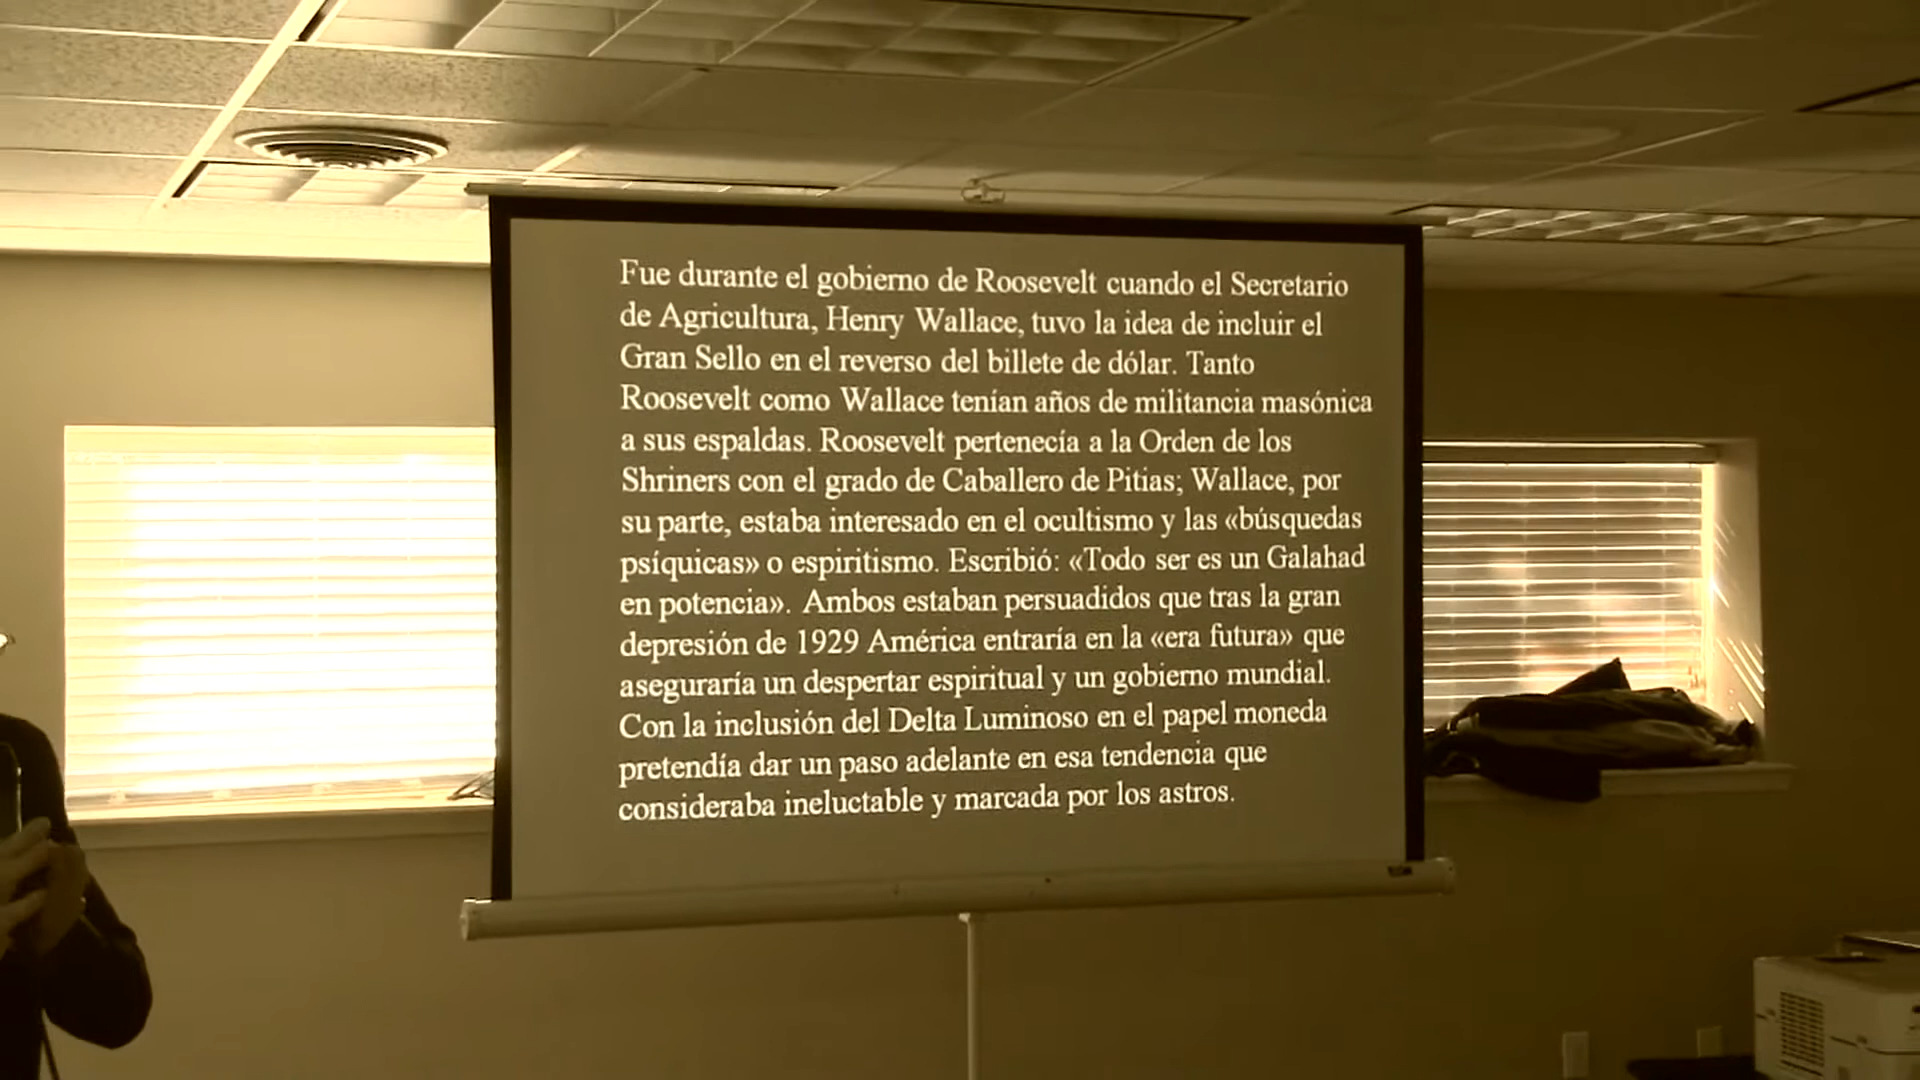 Fue durante el gobierno de Roosevelt cuando el Secretario
de Agricultura, Henry Wallace, tuvo la idea de incluir el
Gran Sello en el reverso del billete de dólar. Tanto
Roosevelt como Wallace tenían años de militancia masónica
a sus espaldas. Roosevelt pertenecía a la Orden de los
Shriners con el grado de Caballero de Pitias; Wallace, por
su parte, estaba interesado en el ocultismo y las «búsquedas
psíquicas» o espiritismo. Escribió: «Todo ser es un Galahad
en potencia». Ambos estaban persuadidos que tras la gran
depresión de 1929 América entraría en la «era futura» que
aseguraría un despertar espiritual y un gobierno mundial.
Con la inclusión del Delta Luminoso en el papel moneda
pretendía dar un paso adelante en esa tendencia que
consideraba ineluctable y marcada por los astros.